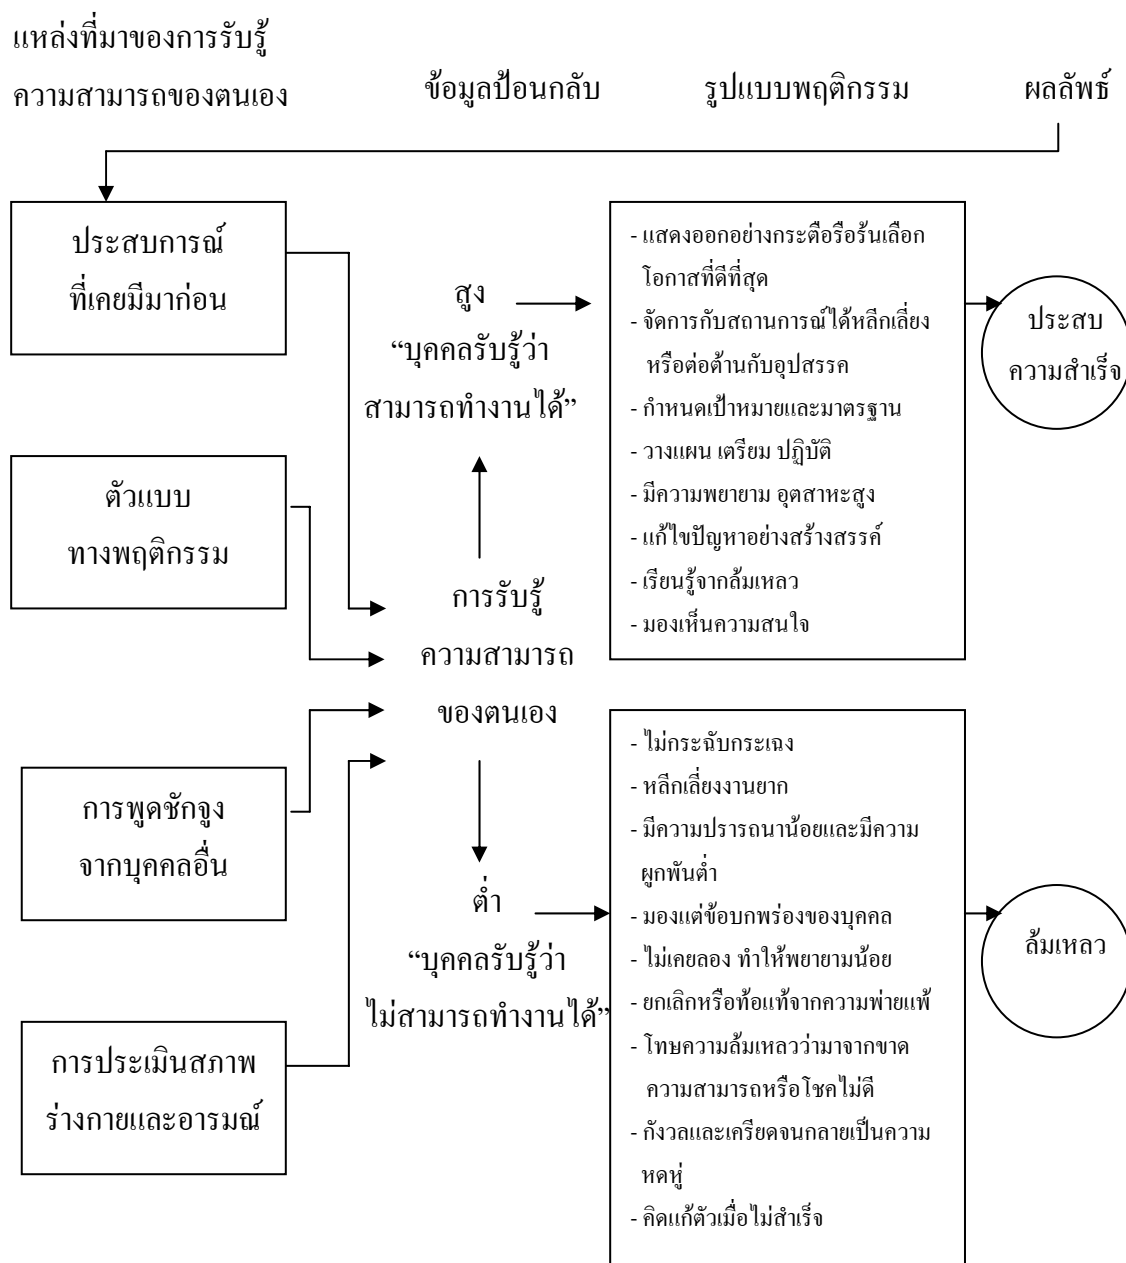 แหล่งที่มาของการรับรู้
ความสามารถของตนเอง
ข้อมูลป้อนกลับ
รูปแบบพฤติกรรม
ผลลัพธ์
ประสบการณ์
ที่เคยมีมาก่อน
ตัวแบบ
ทางพฤติกรรม
การพูดชักจูง
จากบุคคลอื่น
การประเมินสภาพ
ร่างกายและอารมณ์
สูง
“บุคคลรับรู้ว่า
สามารถทำงานได้”
การรับรู้
ความสามารถ
ของตนเอง
ต่ำ
“บุคคลรับรู้ว่า
ไม่สามารถทำงานได้”
- แสดงออกอย่างกระตือรือร้นเลือก
โอกาสที่ดีที่สุด
- จัดการกับสถานการณ์ได้หลีกเลี่ยง
หรือต่อต้านกับอุปสรรค
- กำหนดเป้าหมายและมาตรฐาน
- วางแผน เตรียม ปฏิบัติ
- มีความพยายาม อุตสาหะสูง
- แก้ไขปัญหาอย่างสร้างสรรค์
- เรียนรู้จากล้มเหลว
- มองเห็นความสนใจ
- ไม่กระฉับกระเฉง
- หลีกเลี่ยงงานยาก
- มีความปรารถนาน้อยและมีความ
ผูกพันต่ำ
- มองแต่ข้อบกพร่องของบุคคล
- ไม่เคยลอง ทำให้พยายามน้อย
- ยกเลิกหรือท้อแท้จากความพ่ายแพ้
- โทษความล้มเหลวว่ามาจากขาด
ความสามารถหรือโชคไม่ดี
- กังวลและเครียดจนกลายเป็นความ
หดหู่
- คิดแก้ตัวเมื่อไม่สำเร็จ
ประสบ
ความสำเร็จ
ล้มเหลว